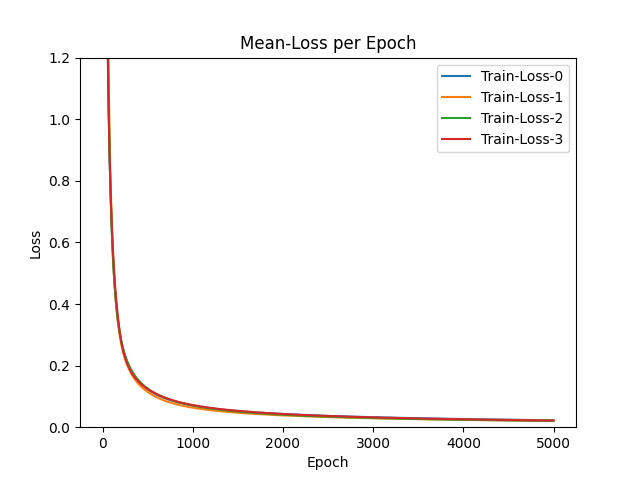 Mean-Loss per Epoch
1.2
1.0
0.8
0.6
0.4
0.2
0.0
Loss
Train-Loss-0
Train-Loss-1
Train-Loss-2
Train-Loss-3
0 1000 2000 3000 4000 5000
Epoch